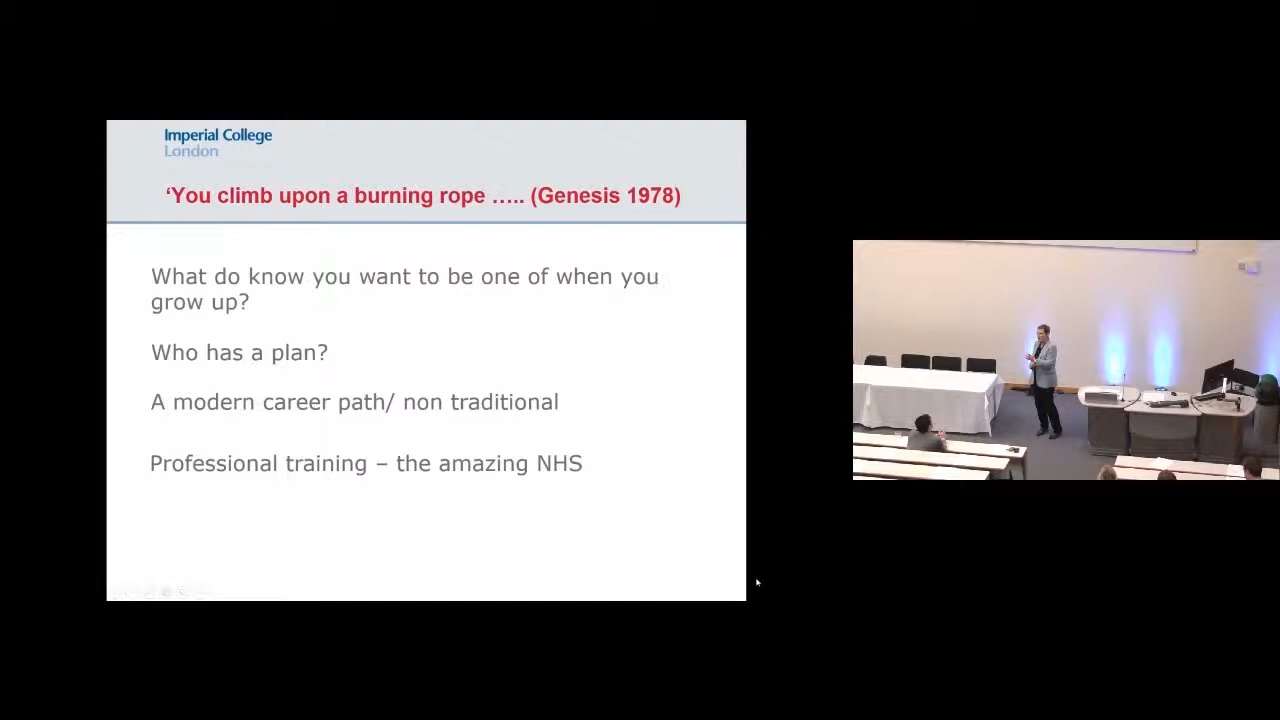 Imperial College
London
‘You climb upon a burning rope ….. (Genesis 1978)
What do know you want to be one of when you
grow up?
Who has a plan?
A modern career path/ non traditional
Professional training – the amazing NHS